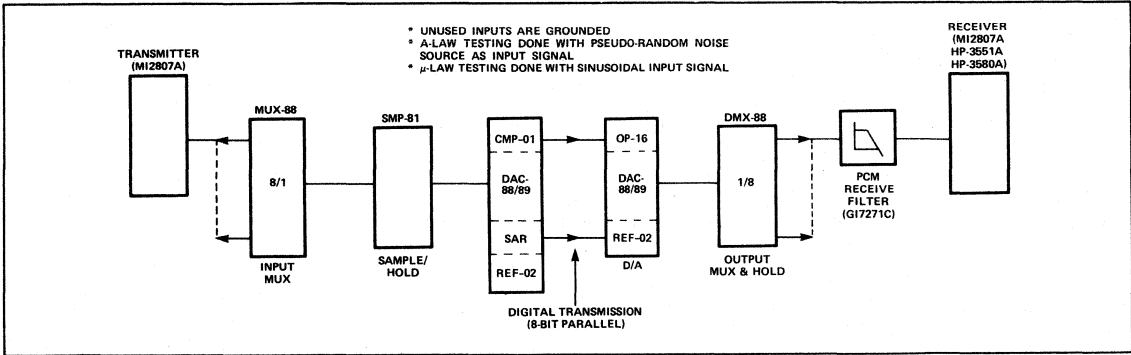 * UNUSED INPUTS ARE GROUNDED
* A-LAW TESTING DONE WITH PSEUDO-RANDOM NOISE
SOURCE AS INPUT SIGNAL
* μ-LAW TESTING DONE WITH SINUSOIDAL INPUT SIGNAL
TRANSMITTER
(MI2807A)
MUX-88
8/1
INPUT
MUX
SMP-81
SAMPLE/
HOLD
CMP-01
DAC-
88/89
SAR
REF-02
OP-16
DAC-
88/89
REF-02
D/A
DIGITAL TRANSMISSION
(8-BIT PARALLEL)
DMX-88
1/8
OUTPUT
MUX & HOLD
PCM
RECEIVE
FILTER
(GI7271C)
RECEIVER
(MI2807A
HP-3551A
HP-3580A)